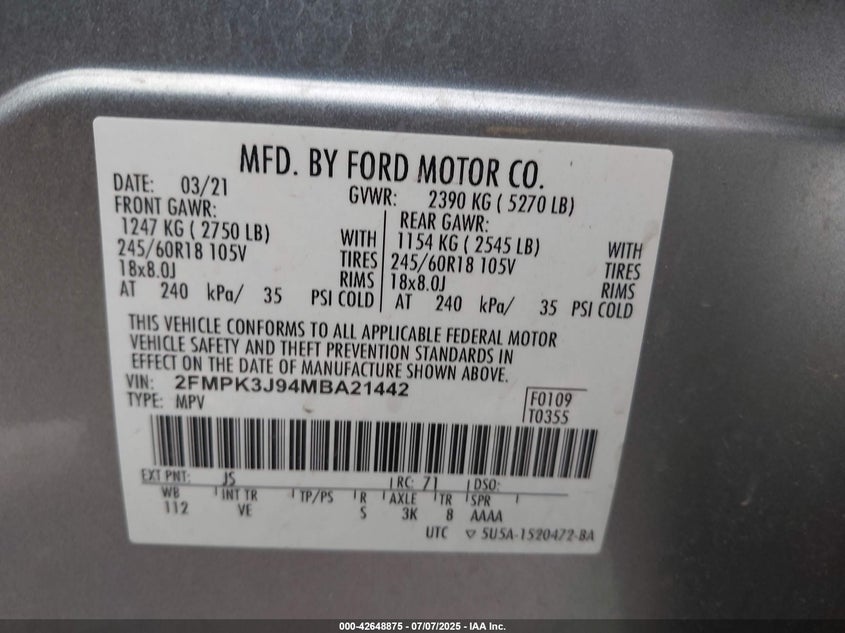 MFD. BY FORD MOTOR CO.
DATE: 03/21 GVWR: 2390 KG ( 5270 LB)
FRONT GAWR: REAR GAWR:
1247 KG ( 2750 LB) WITH 1154 KG ( 2545 LB) WITH
245/60R18 105V TIRES 245/60R18 105V TIRES
18x8.0J RIMS 18x8.0J RIMS
AT 240 kPa/ 35 PSI COLD AT 240 kPa/ 35 PSI COLD
THIS VEHICLE CONFORMS TO ALL APPLICABLE FEDERAL MOTOR
VEHICLE SAFETY AND THEFT PREVENTION STANDARDS IN
EFFECT ON THE DATE OF MANUFACTURE SHOWN ABOVE.
VIN: 2FMPK3J94MBA21442 F0109
TYPE: MPV T0355
EXT PNT: JS RC: 71 DSO:
WB INT TR TP/PS R AXLE TR SPR
112 VE S 3K B AAAA
UTC ▽ 5U5A-1520472-BA
000-42648875 / 07/07/2025 - IAA Inc.